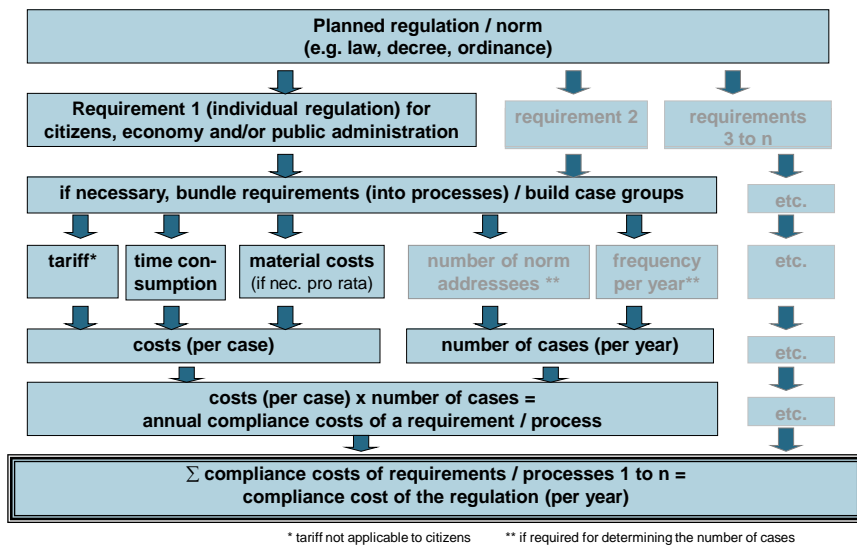 Planned regulation / norm
(e.g. law, decree, ordinance)
Requirement 1 (individual regulation) for
citizens, economy and/or public administration
requirement 2
requirements
3 to n
if necessary, bundle requirements (into processes) / build case groups
etc.
tariff*
time con-
sumption
material costs
(if nec. pro rata)
number of norm
addressees **
frequency
per year**
etc.
costs (per case)
number of cases (per year)
etc.
costs (per case) x number of cases =
annual compliance costs of a requirement / process
etc.
∑ compliance costs of requirements / processes 1 to n =
compliance cost of the regulation (per year)
* tariff not applicable to citizens
** if required for determining the number of cases